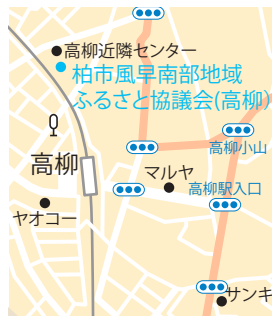 高柳近隣センター
柏市風早南部地域
ふるさと協議会(高柳)
高柳小山
高柳
マルヤ
高柳駅入口
ヤオコー
サンキ